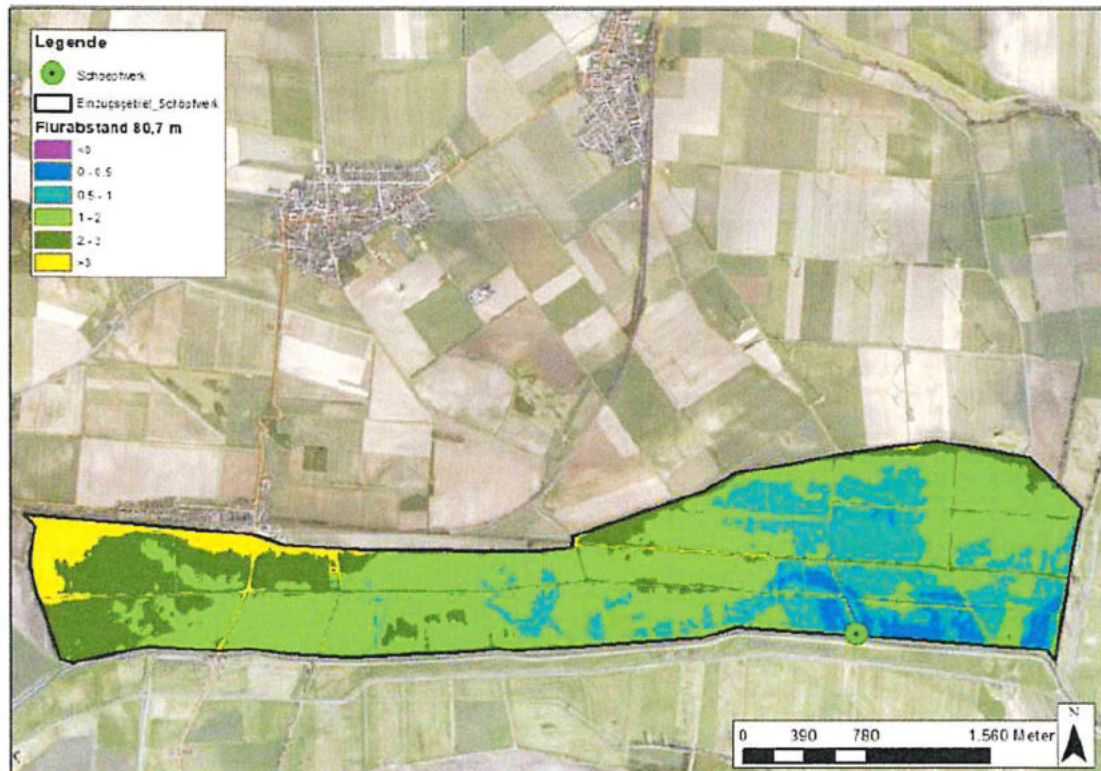 Legende
Schoepfwerk
Einzugsgebiet_Schöpfwerk
Flurabstand 80,7 m
<0
0 - 0.5
0.5 - 1
1 - 2
2 - 3
>3
0 390 780 1.560 Meter
N